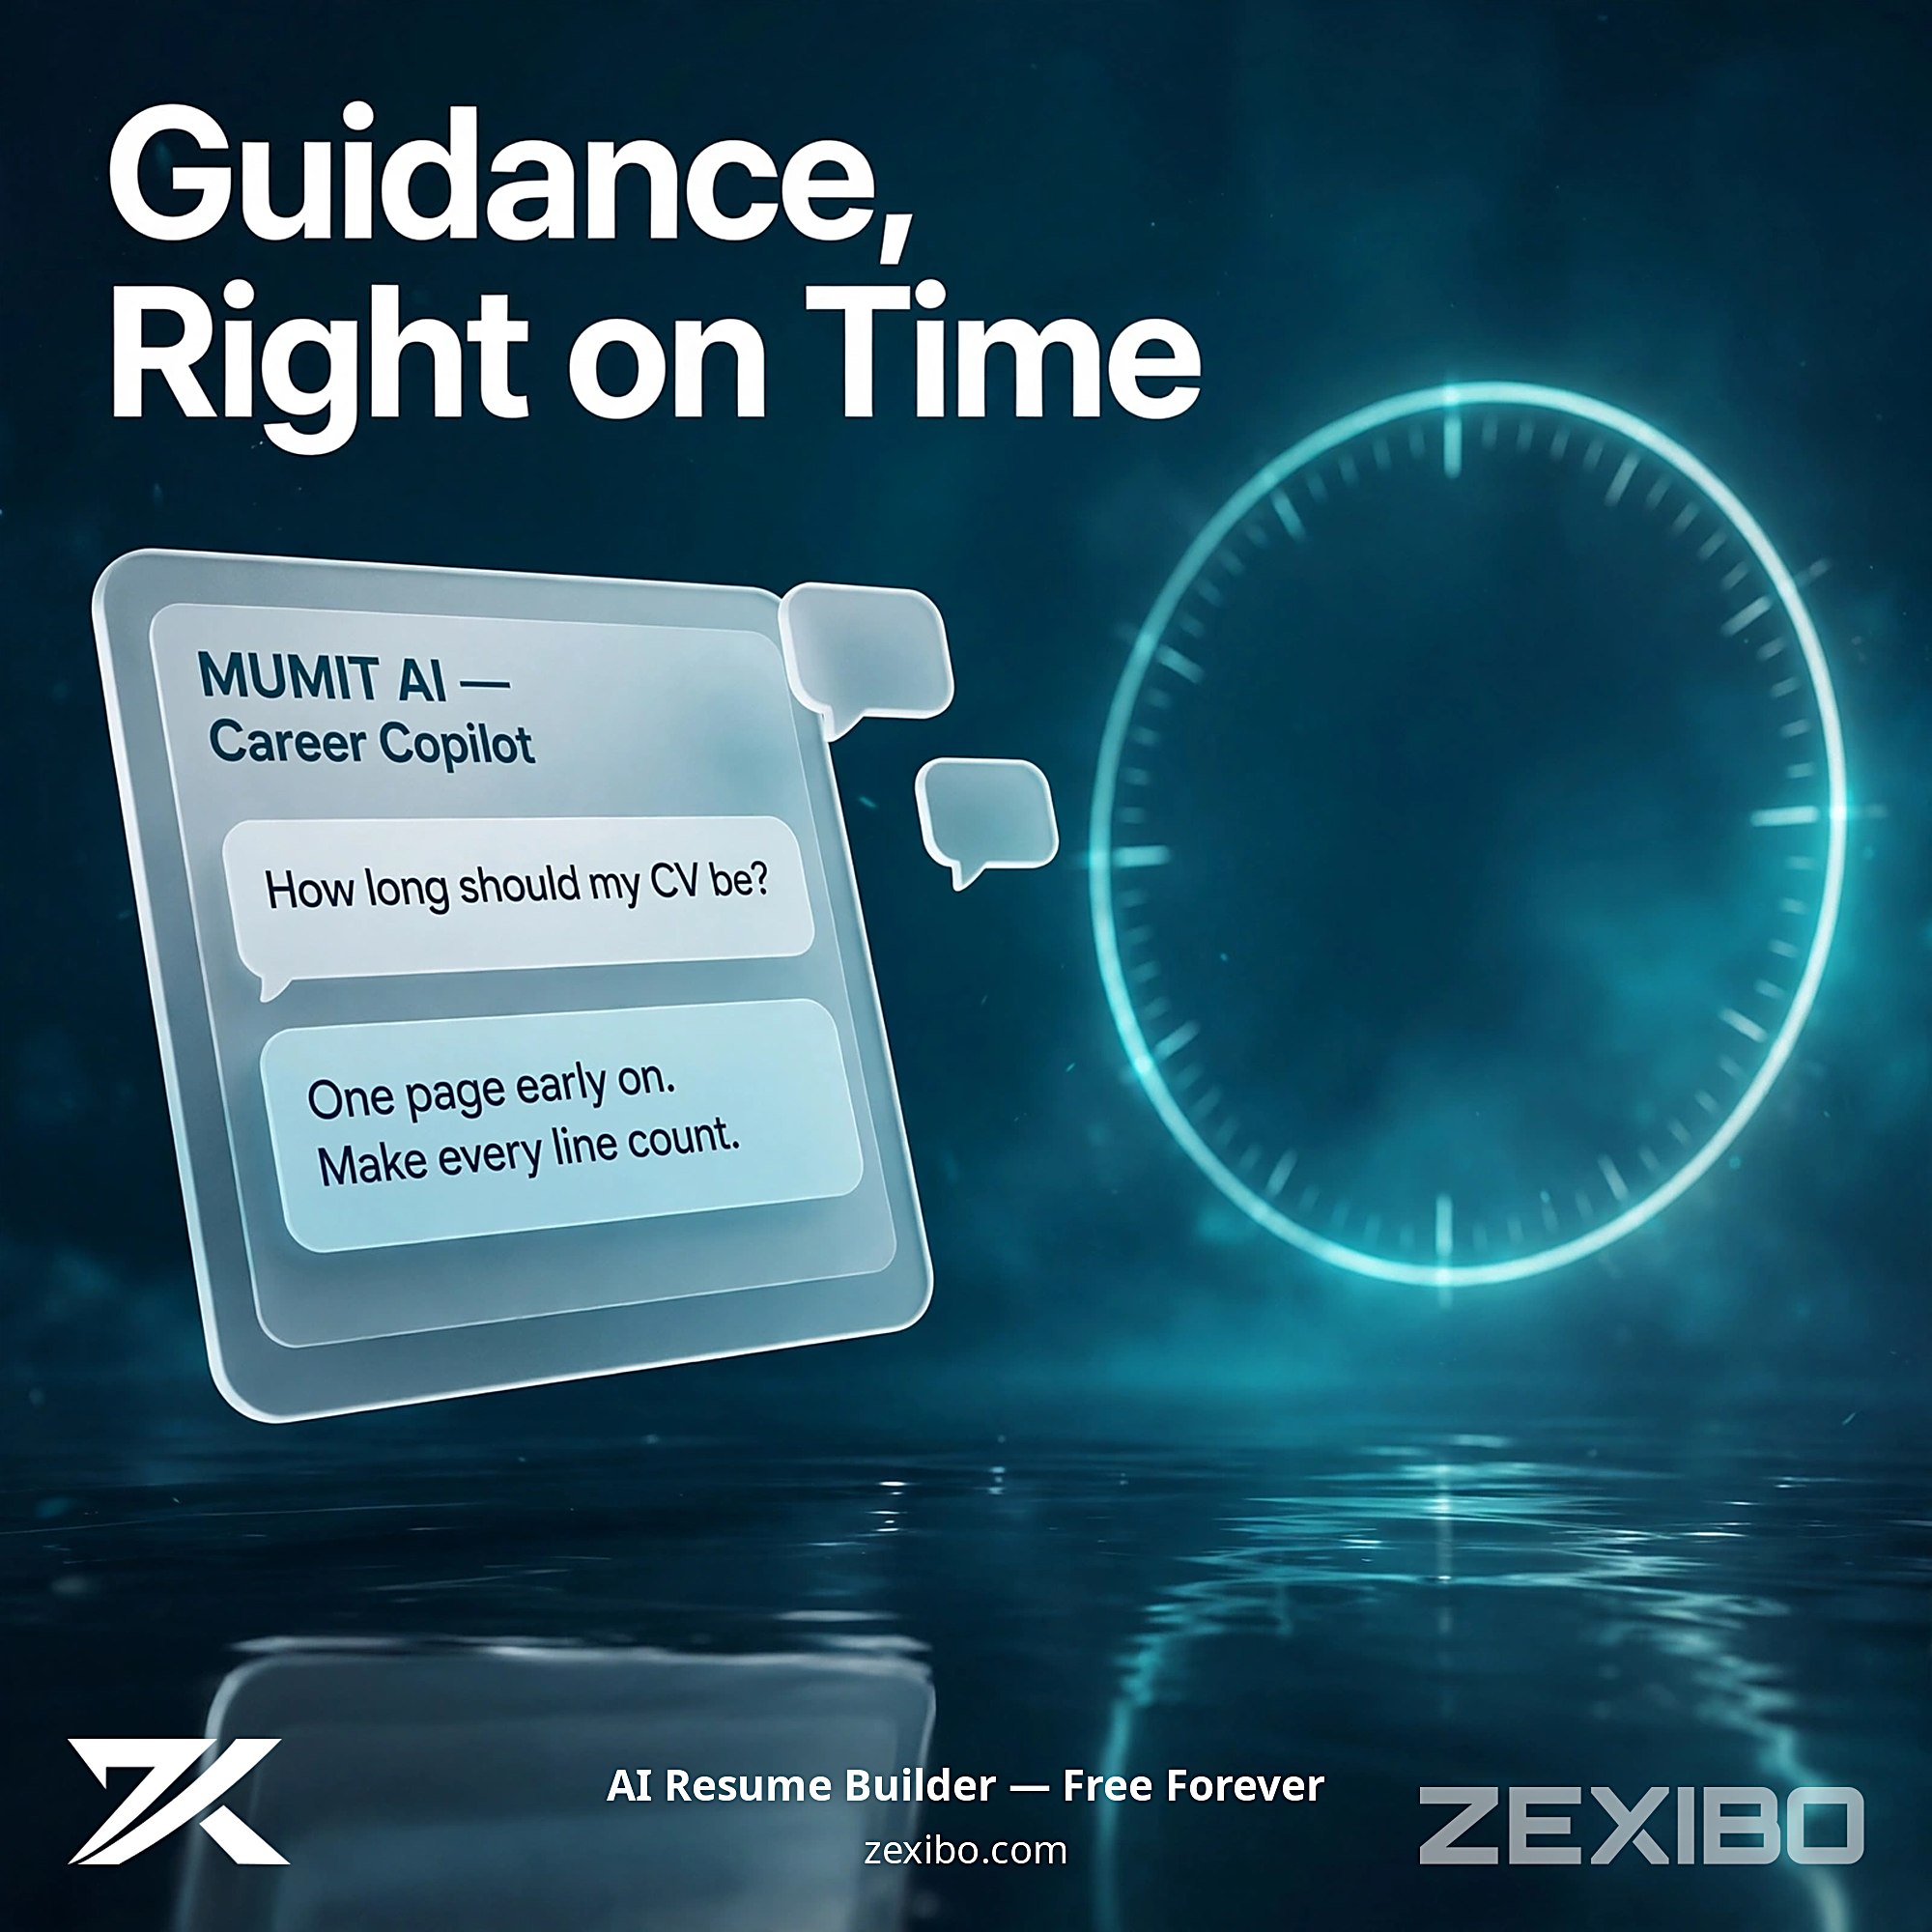 Guidance,
Right on Time
MUMIT AI —
Career Copilot
How long should my CV be?
One page early on.
Make every line count.
AI Resume Builder — Free Forever
zexibo.com
ZEXIBO